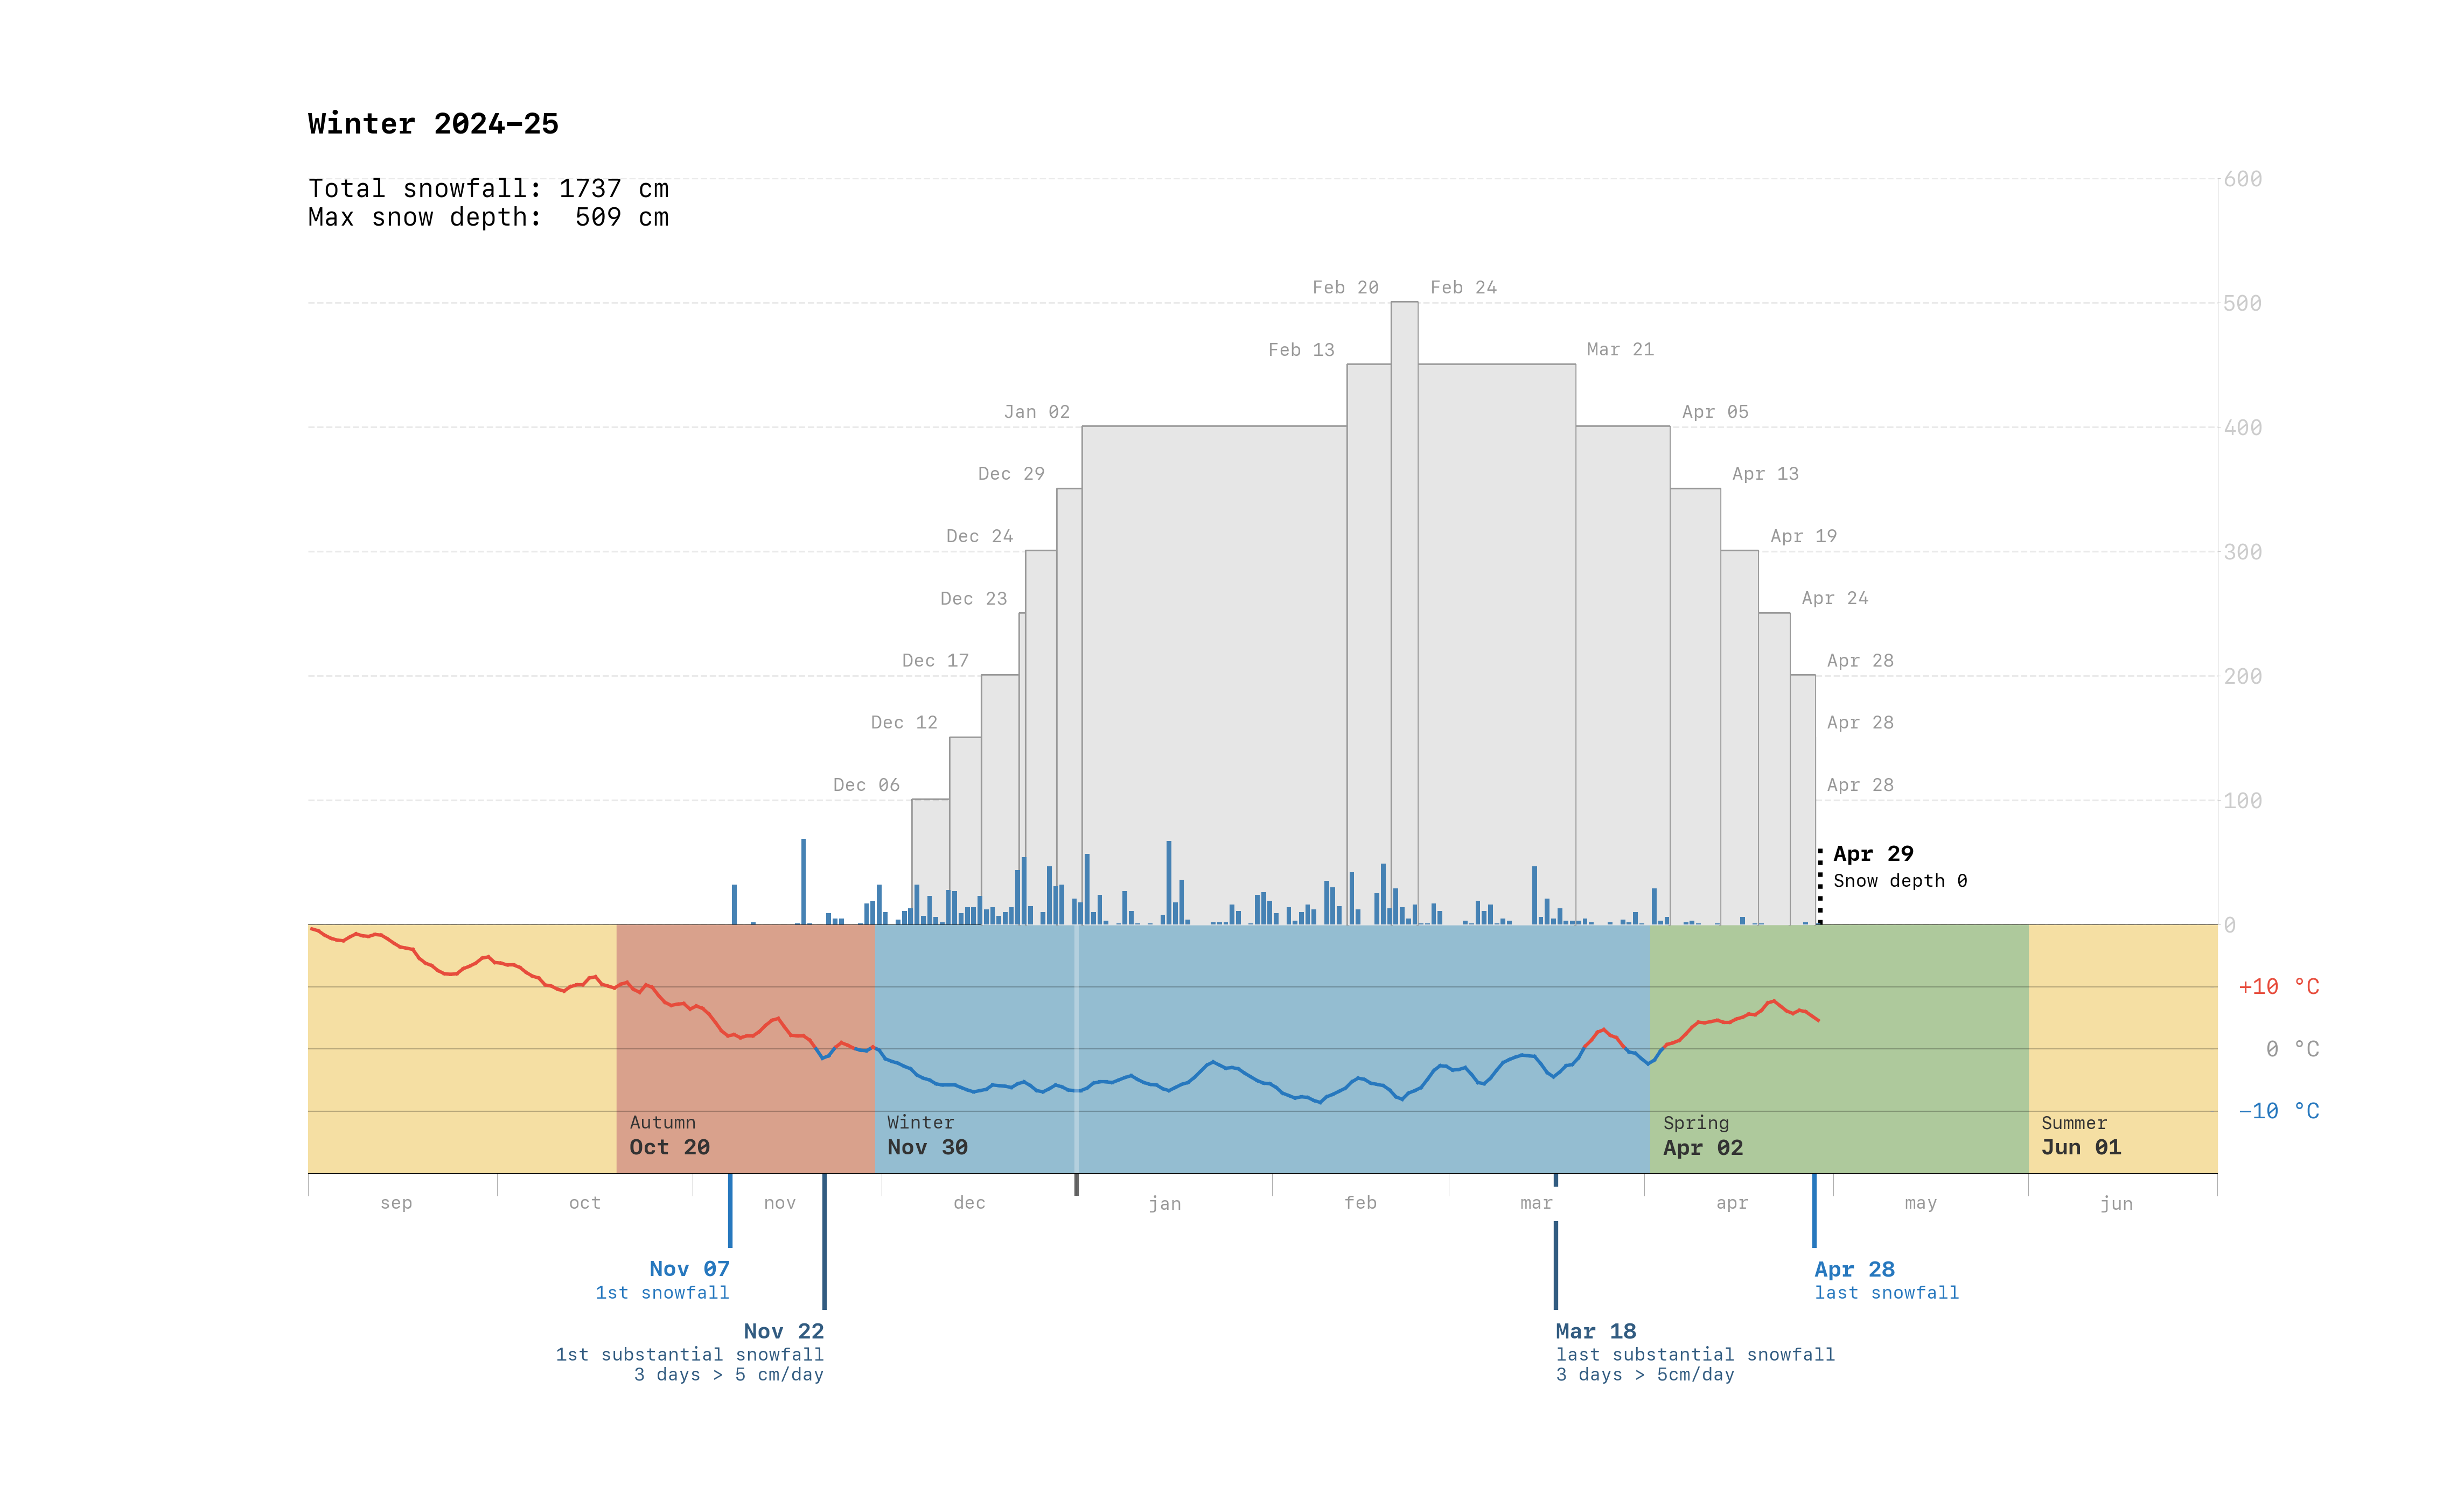 Winter 2024–25
Total snowfall: 1737 cm
Max snow depth: 509 cm
600
500
400
300
200
100
0
Feb 20
Feb 24
Feb 13
Mar 21
Jan 02
Apr 05
Dec 29
Apr 13
Dec 24
Apr 19
Dec 23
Apr 24
Dec 17
Apr 28
Dec 12
Apr 28
Dec 06
Apr 28
Apr 29
Snow depth 0
+10 °C
0 °C
−10 °C
Autumn
Oct 20
Winter
Nov 30
Spring
Apr 02
Summer
Jun 01
sep
oct
nov
dec
jan
feb
mar
apr
may
jun
Nov 07
1st snowfall
Nov 22
1st substantial snowfall
3 days > 5 cm/day
Mar 18
last substantial snowfall
3 days > 5cm/day
Apr 28
last snowfall